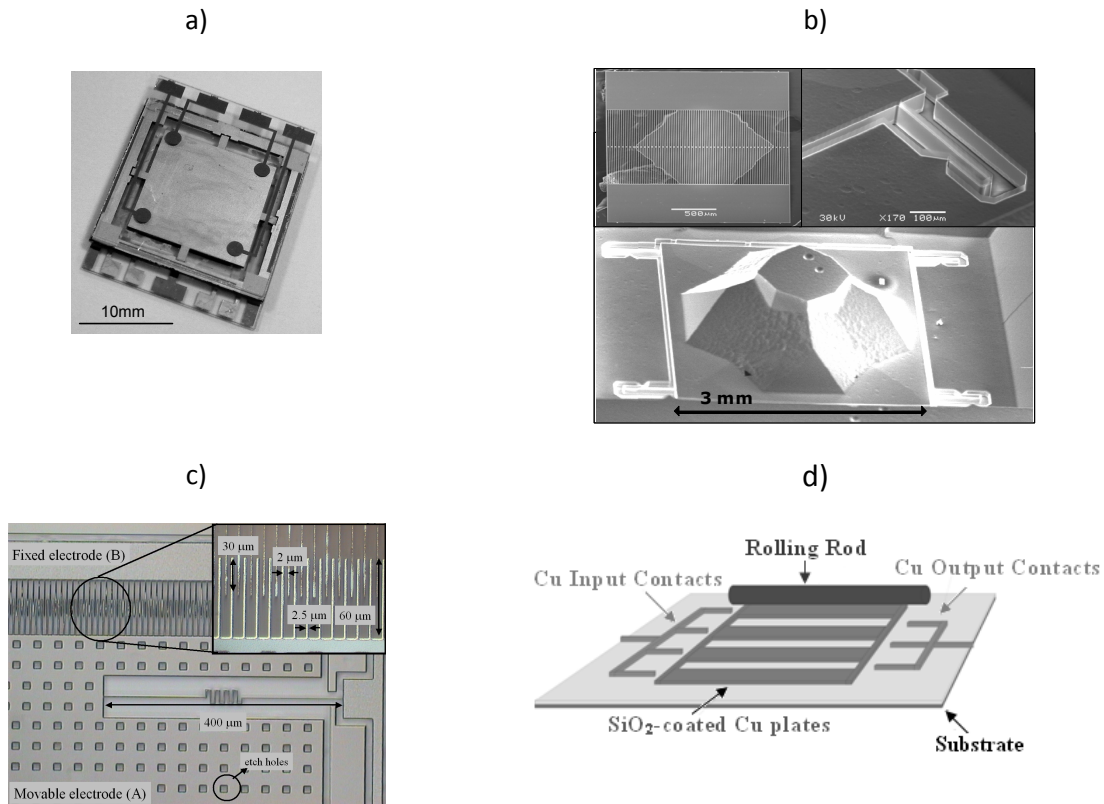 a)
10mm
b)
500μm
30kV X170 100μm
3 mm
c)
Fixed electrode (B)
30 μm
2 μm
2.5 μm
60 μm
400 μm
etch holes
Movable electrode (A)
d)
Rolling Rod
Cu Input Contacts
Cu Output Contacts
SiO₂-coated Cu plates
Substrate